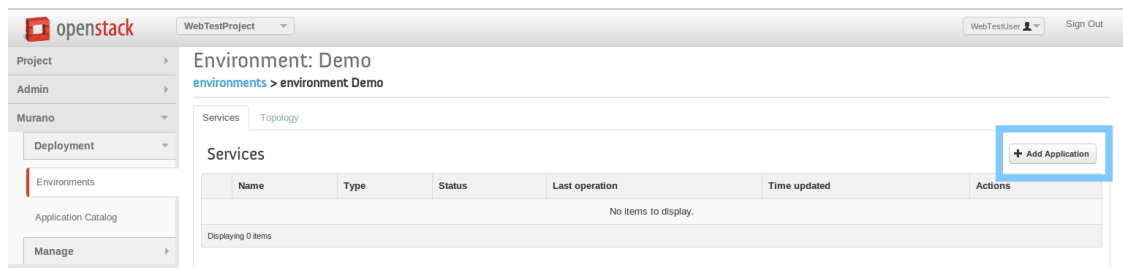 openstack
WebTestProject
WebTestUser
Sign Out
Project
Admin
Murano
Deployment
Environments
Application Catalog
Manage
Environment: Demo
environments > environment Demo
Services Topology
Services
+ Add Application
Name Type Status Last operation Time updated Actions
No items to display.
Displaying 0 items